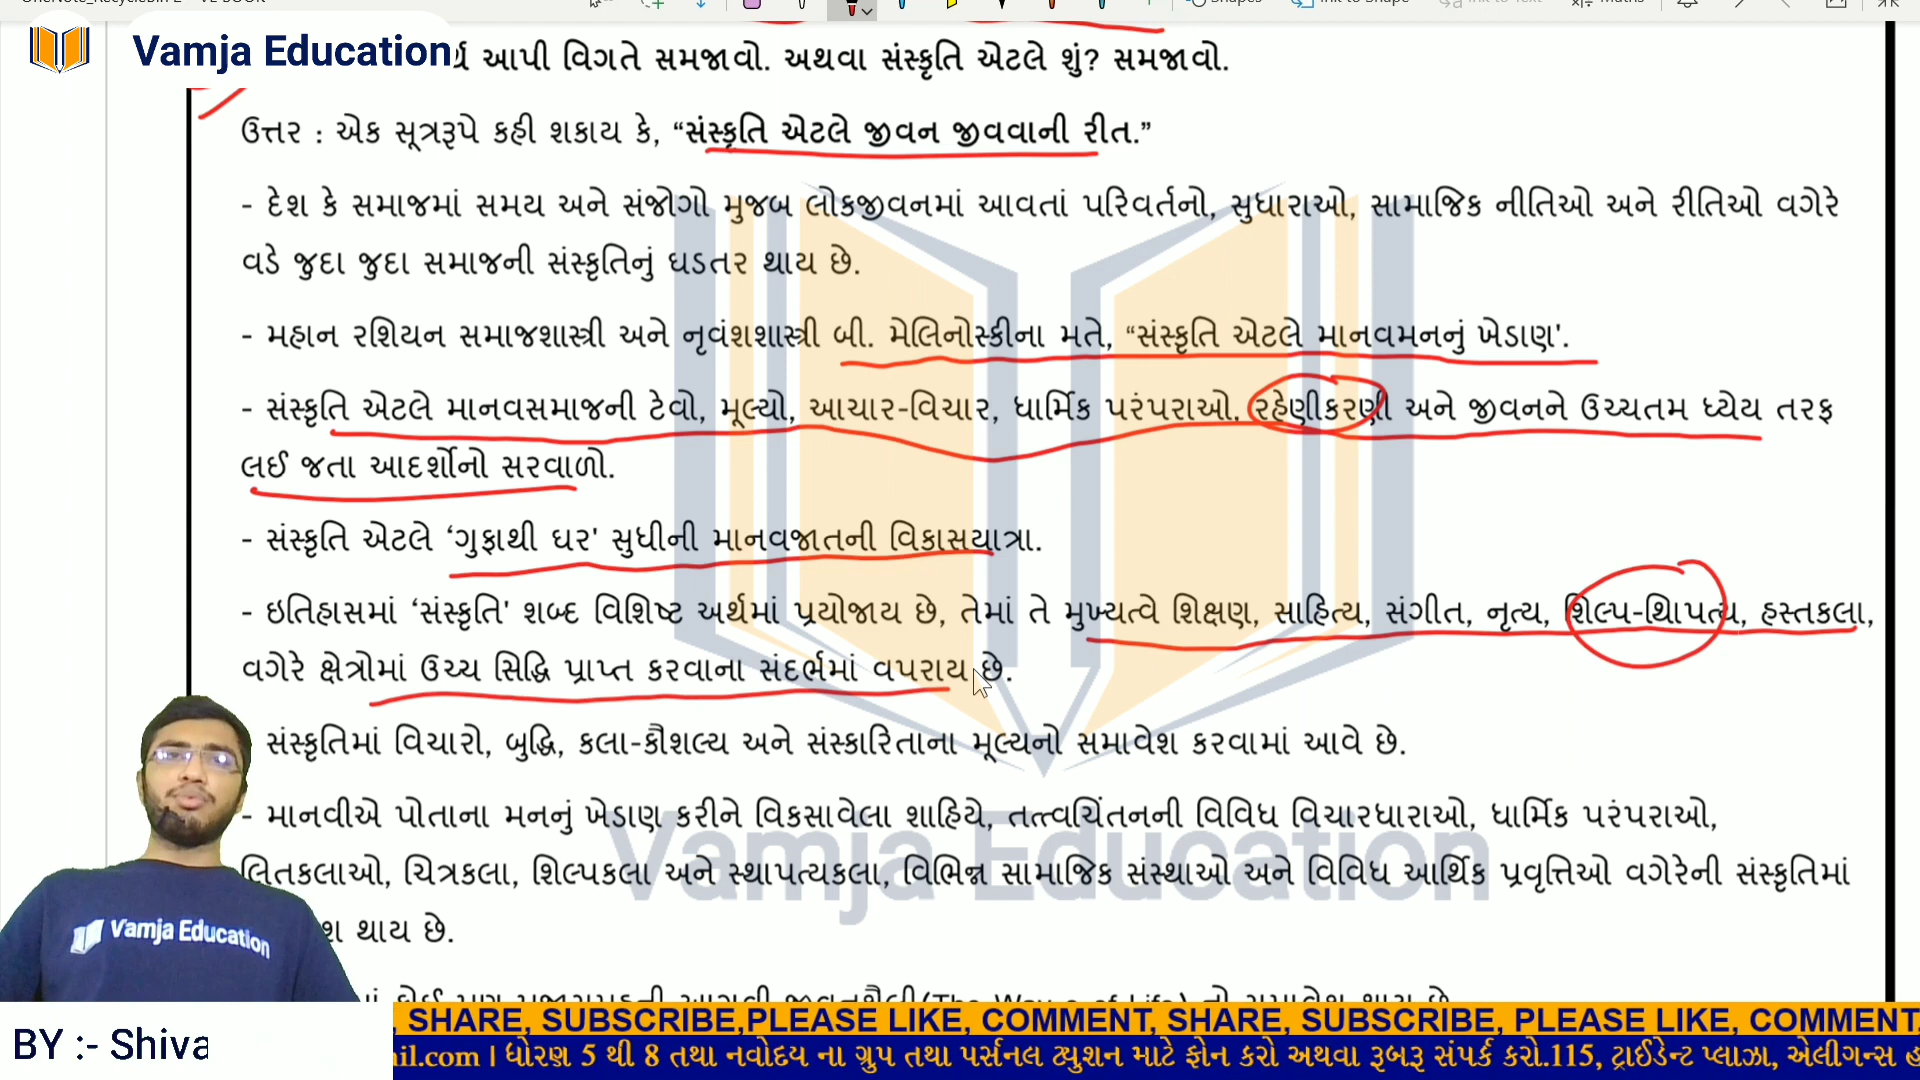 Vamja Education
આપી વિગતે સમજાવો. અથવા સંસ્કૃતિ એટલે શું? સમજાવો.
ઉત્તર : એક સૂત્રરૂપે કહી શકાય કે, “સંસ્કૃતિ એટલે જીવન જીવવાની રીત.”
- દેશ કે સમાજમાં સમય અને સંજોગો મુજબ લોકજીવનમાં આવતાં પરિવર્તનો, સુધારાઓ, સામાજિક નીતિઓ અને રીતિઓ વગેરે
વડે જુદા જુદા સમાજની સંસ્કૃતિનું ઘડતર થાય છે.
- મહાન રશિયન સમાજશાસ્ત્રી અને નૃવંશશાસ્ત્રી બી. મેલિનોસ્કીના મતે, “સંસ્કૃતિ એટલે માનવમનનું ખેડાણ'.
- સંસ્કૃતિ એટલે માનવસમાજની ટેવો, મૂલ્યો, આચાર-વિચાર, ધાર્મિક પરંપરાઓ, રહેણીકરણી અને જીવનને ઉચ્ચતમ ધ્યેય તરફ
લઈ જતા આદર્શોનો સરવાળો.
- સંસ્કૃતિ એટલે ‘ગુફાથી ઘર' સુધીની માનવજાતની વિકાસયાત્રા.
- ઇતિહાસમાં ‘સંસ્કૃતિ' શબ્દ વિશિષ્ટ અર્થમાં પ્રયોજાય છે, તેમાં તે મુખ્યત્વે શિક્ષણ, સાહિત્ય, સંગીત, નૃત્ય, શિલ્પ-થિાપત્ય, હસ્તકલા,
વગેરે ક્ષેત્રોમાં ઉચ્ચ સિદ્ધિ પ્રાપ્ત કરવાના સંદર્ભમાં વપરાય છે.
સંસ્કૃતિમાં વિચારો, બુદ્ધિ, કલા-કૌશલ્ય અને સંસ્કારિતાના મૂલ્યનો સમાવેશ કરવામાં આવે છે.
- માનવીએ પોતાના મનનું ખેડાણ કરીને વિકસાવેલા શાહિયે, તત્ત્વચિંતનની વિવિધ વિચારધારાઓ, ધાર્મિક પરંપરાઓ,
લિતકલાઓ, ચિત્રકલા, શિલ્પકલા અને સ્થાપત્યકલા, વિભિન્ન સામાજિક સંસ્થાઓ અને વિવિધ આર્થિક પ્રવૃત્તિઓ વગેરેની સંસ્કૃતિમાં
શ થાય છે.
Vamja Education
Vamja Education
BY :- Shiva
, SHARE, SUBSCRIBE,PLEASE LIKE, COMMENT, SHARE, SUBSCRIBE, PLEASE LIKE, COMMENT,
il.com | ધોરણ 5 થી 8 તથા નવોદય ના ગ્રુપ તથા પર્સનલ ટ્યુશન માટે ફોન કરો અથવા રૂબરૂ સંપર્ક કરો.115, ટ્રાઈડેન્ટ પ્લાઝા, એલીગન્સ